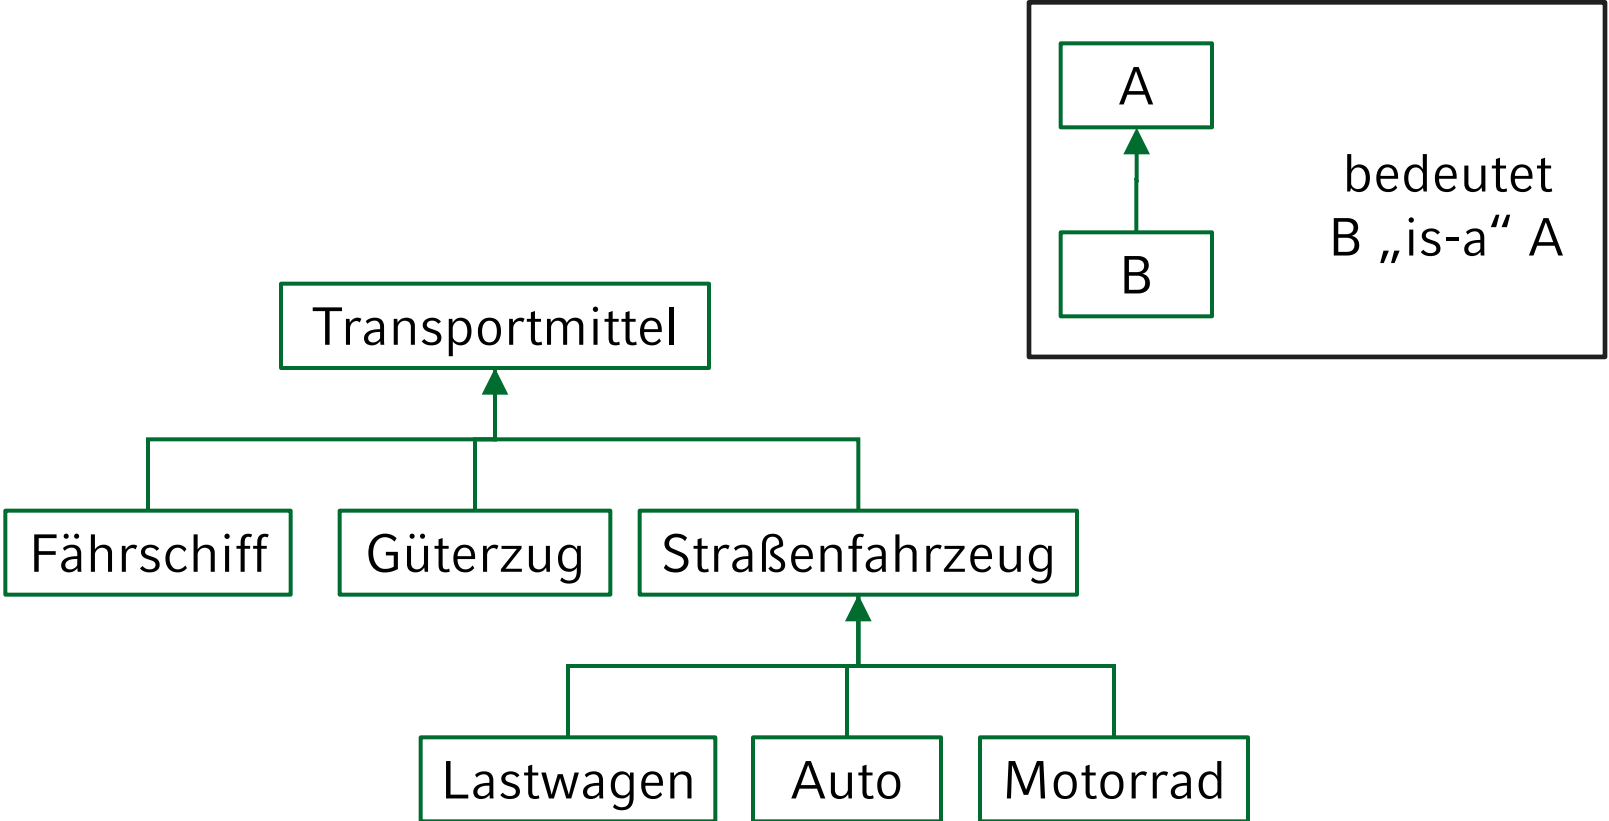 A
bedeutet
B „is-a“ A
B
Transportmittel
Fährschiff
Güterzug
Straßenfahrzeug
Lastwagen
Auto
Motorrad